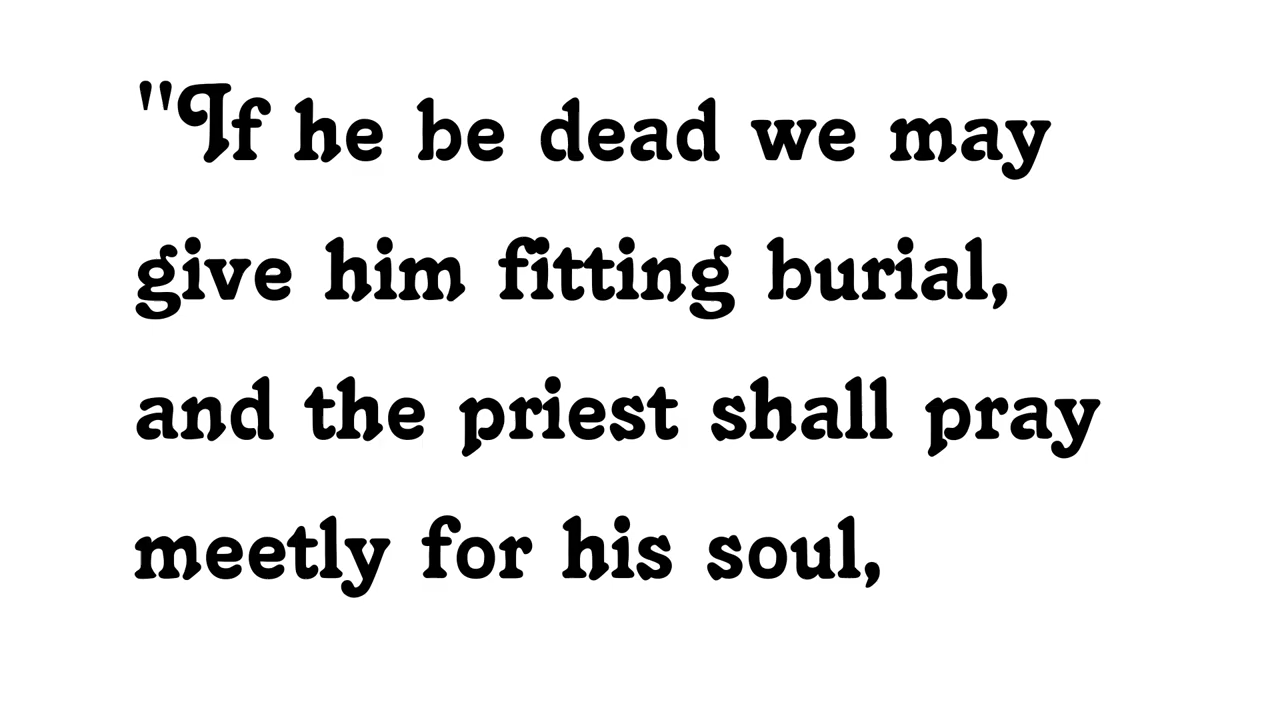 "If he be dead we may
give him fitting burial,
and the priest shall pray
meetly for his soul,